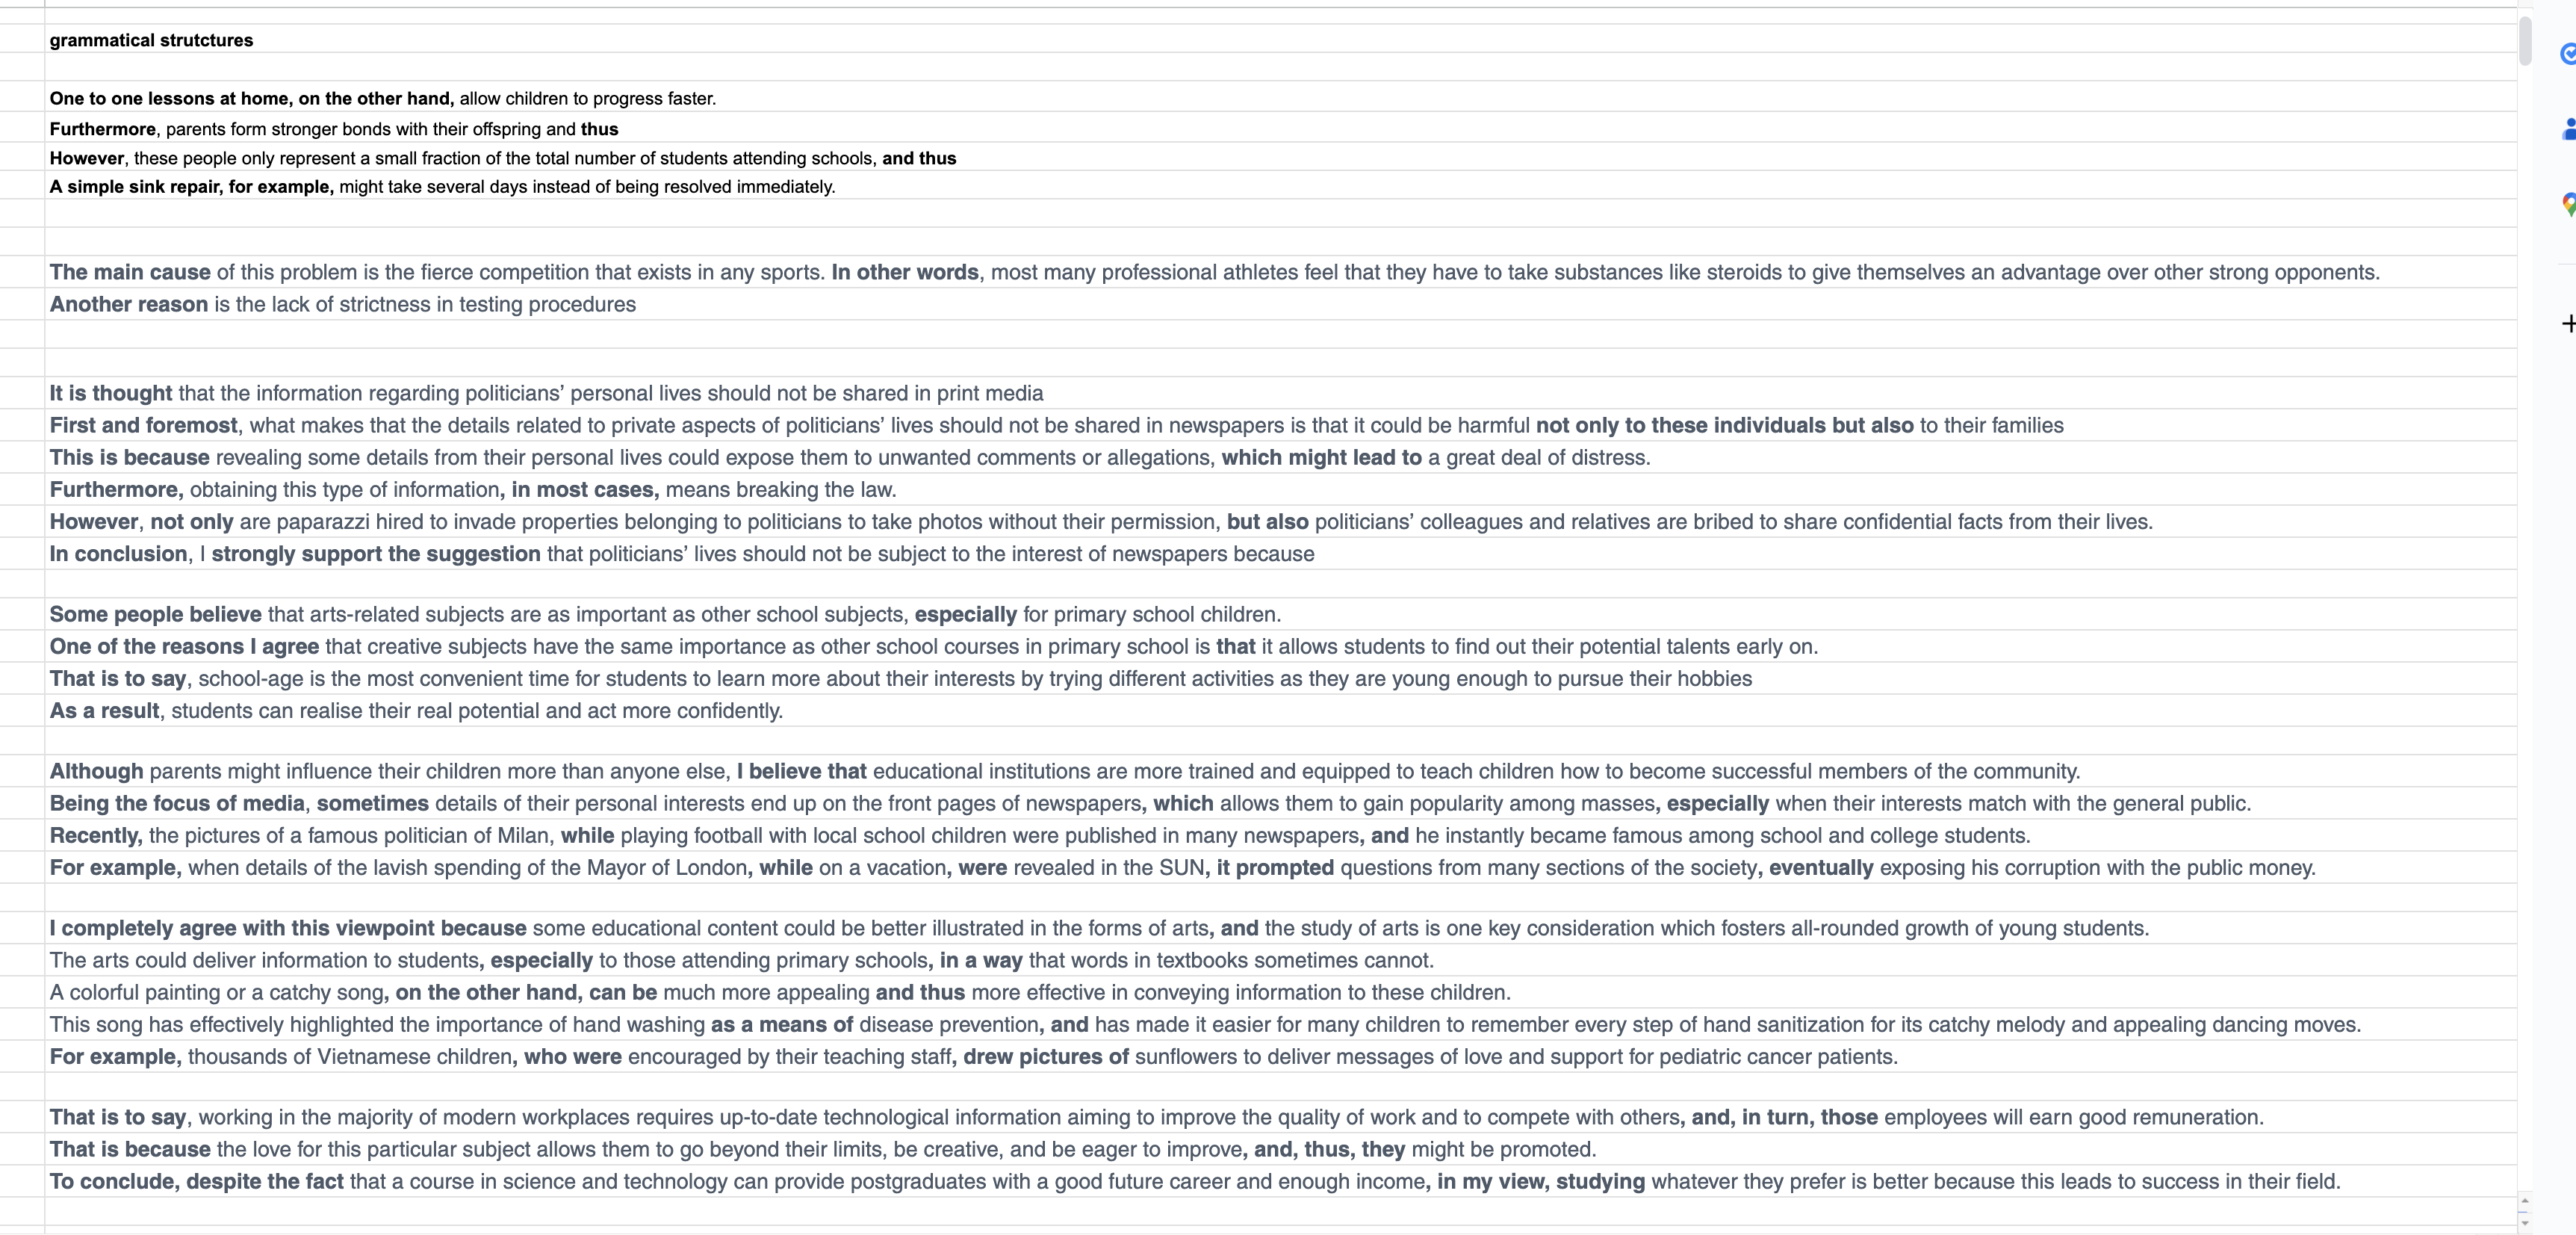 grammatical strutctures
One to one lessons at home, on the other hand, allow children to progress faster.
Furthermore, parents form stronger bonds with their offspring and thus
However, these people only represent a small fraction of the total number of students attending schools, and thus
A simple sink repair, for example, might take several days instead of being resolved immediately.
The main cause of this problem is the fierce competition that exists in any sports. In other words, most many professional athletes feel that they have to take substances like steroids to give themselves an advantage over other strong opponents.
Another reason is the lack of strictness in testing procedures
It is thought that the information regarding politicians’ personal lives should not be shared in print media
First and foremost, what makes that the details related to private aspects of politicians’ lives should not be shared in newspapers is that it could be harmful not only to these individuals but also to their families
This is because revealing some details from their personal lives could expose them to unwanted comments or allegations, which might lead to a great deal of distress.
Furthermore, obtaining this type of information, in most cases, means breaking the law.
However, not only are paparazzi hired to invade properties belonging to politicians to take photos without their permission, but also politicians’ colleagues and relatives are bribed to share confidential facts from their lives.
In conclusion, I strongly support the suggestion that politicians’ lives should not be subject to the interest of newspapers because
Some people believe that arts-related subjects are as important as other school subjects, especially for primary school children.
One of the reasons I agree that creative subjects have the same importance as other school courses in primary school is that it allows students to find out their potential talents early on.
That is to say, school-age is the most convenient time for students to learn more about their interests by trying different activities as they are young enough to pursue their hobbies
As a result, students can realise their real potential and act more confidently.
Although parents might influence their children more than anyone else, I believe that educational institutions are more trained and equipped to teach children how to become successful members of the community.
Being the focus of media, sometimes details of their personal interests end up on the front pages of newspapers, which allows them to gain popularity among masses, especially when their interests match with the general public.
Recently, the pictures of a famous politician of Milan, while playing football with local school children were published in many newspapers, and he instantly became famous among school and college students.
For example, when details of the lavish spending of the Mayor of London, while on a vacation, were revealed in the SUN, it prompted questions from many sections of the society, eventually exposing his corruption with the public money.
I completely agree with this viewpoint because some educational content could be better illustrated in the forms of arts, and the study of arts is one key consideration which fosters all-rounded growth of young students.
The arts could deliver information to students, especially to those attending primary schools, in a way that words in textbooks sometimes cannot.
A colorful painting or a catchy song, on the other hand, can be much more appealing and thus more effective in conveying information to these children.
This song has effectively highlighted the importance of hand washing as a means of disease prevention, and has made it easier for many children to remember every step of hand sanitization for its catchy melody and appealing dancing moves.
For example, thousands of Vietnamese children, who were encouraged by their teaching staff, drew pictures of sunflowers to deliver messages of love and support for pediatric cancer patients.
That is to say, working in the majority of modern workplaces requires up-to-date technological information aiming to improve the quality of work and to compete with others, and, in turn, those employees will earn good remuneration.
That is because the love for this particular subject allows them to go beyond their limits, be creative, and be eager to improve, and, thus, they might be promoted.
To conclude, despite the fact that a course in science and technology can provide postgraduates with a good future career and enough income, in my view, studying whatever they prefer is better because this leads to success in their field.